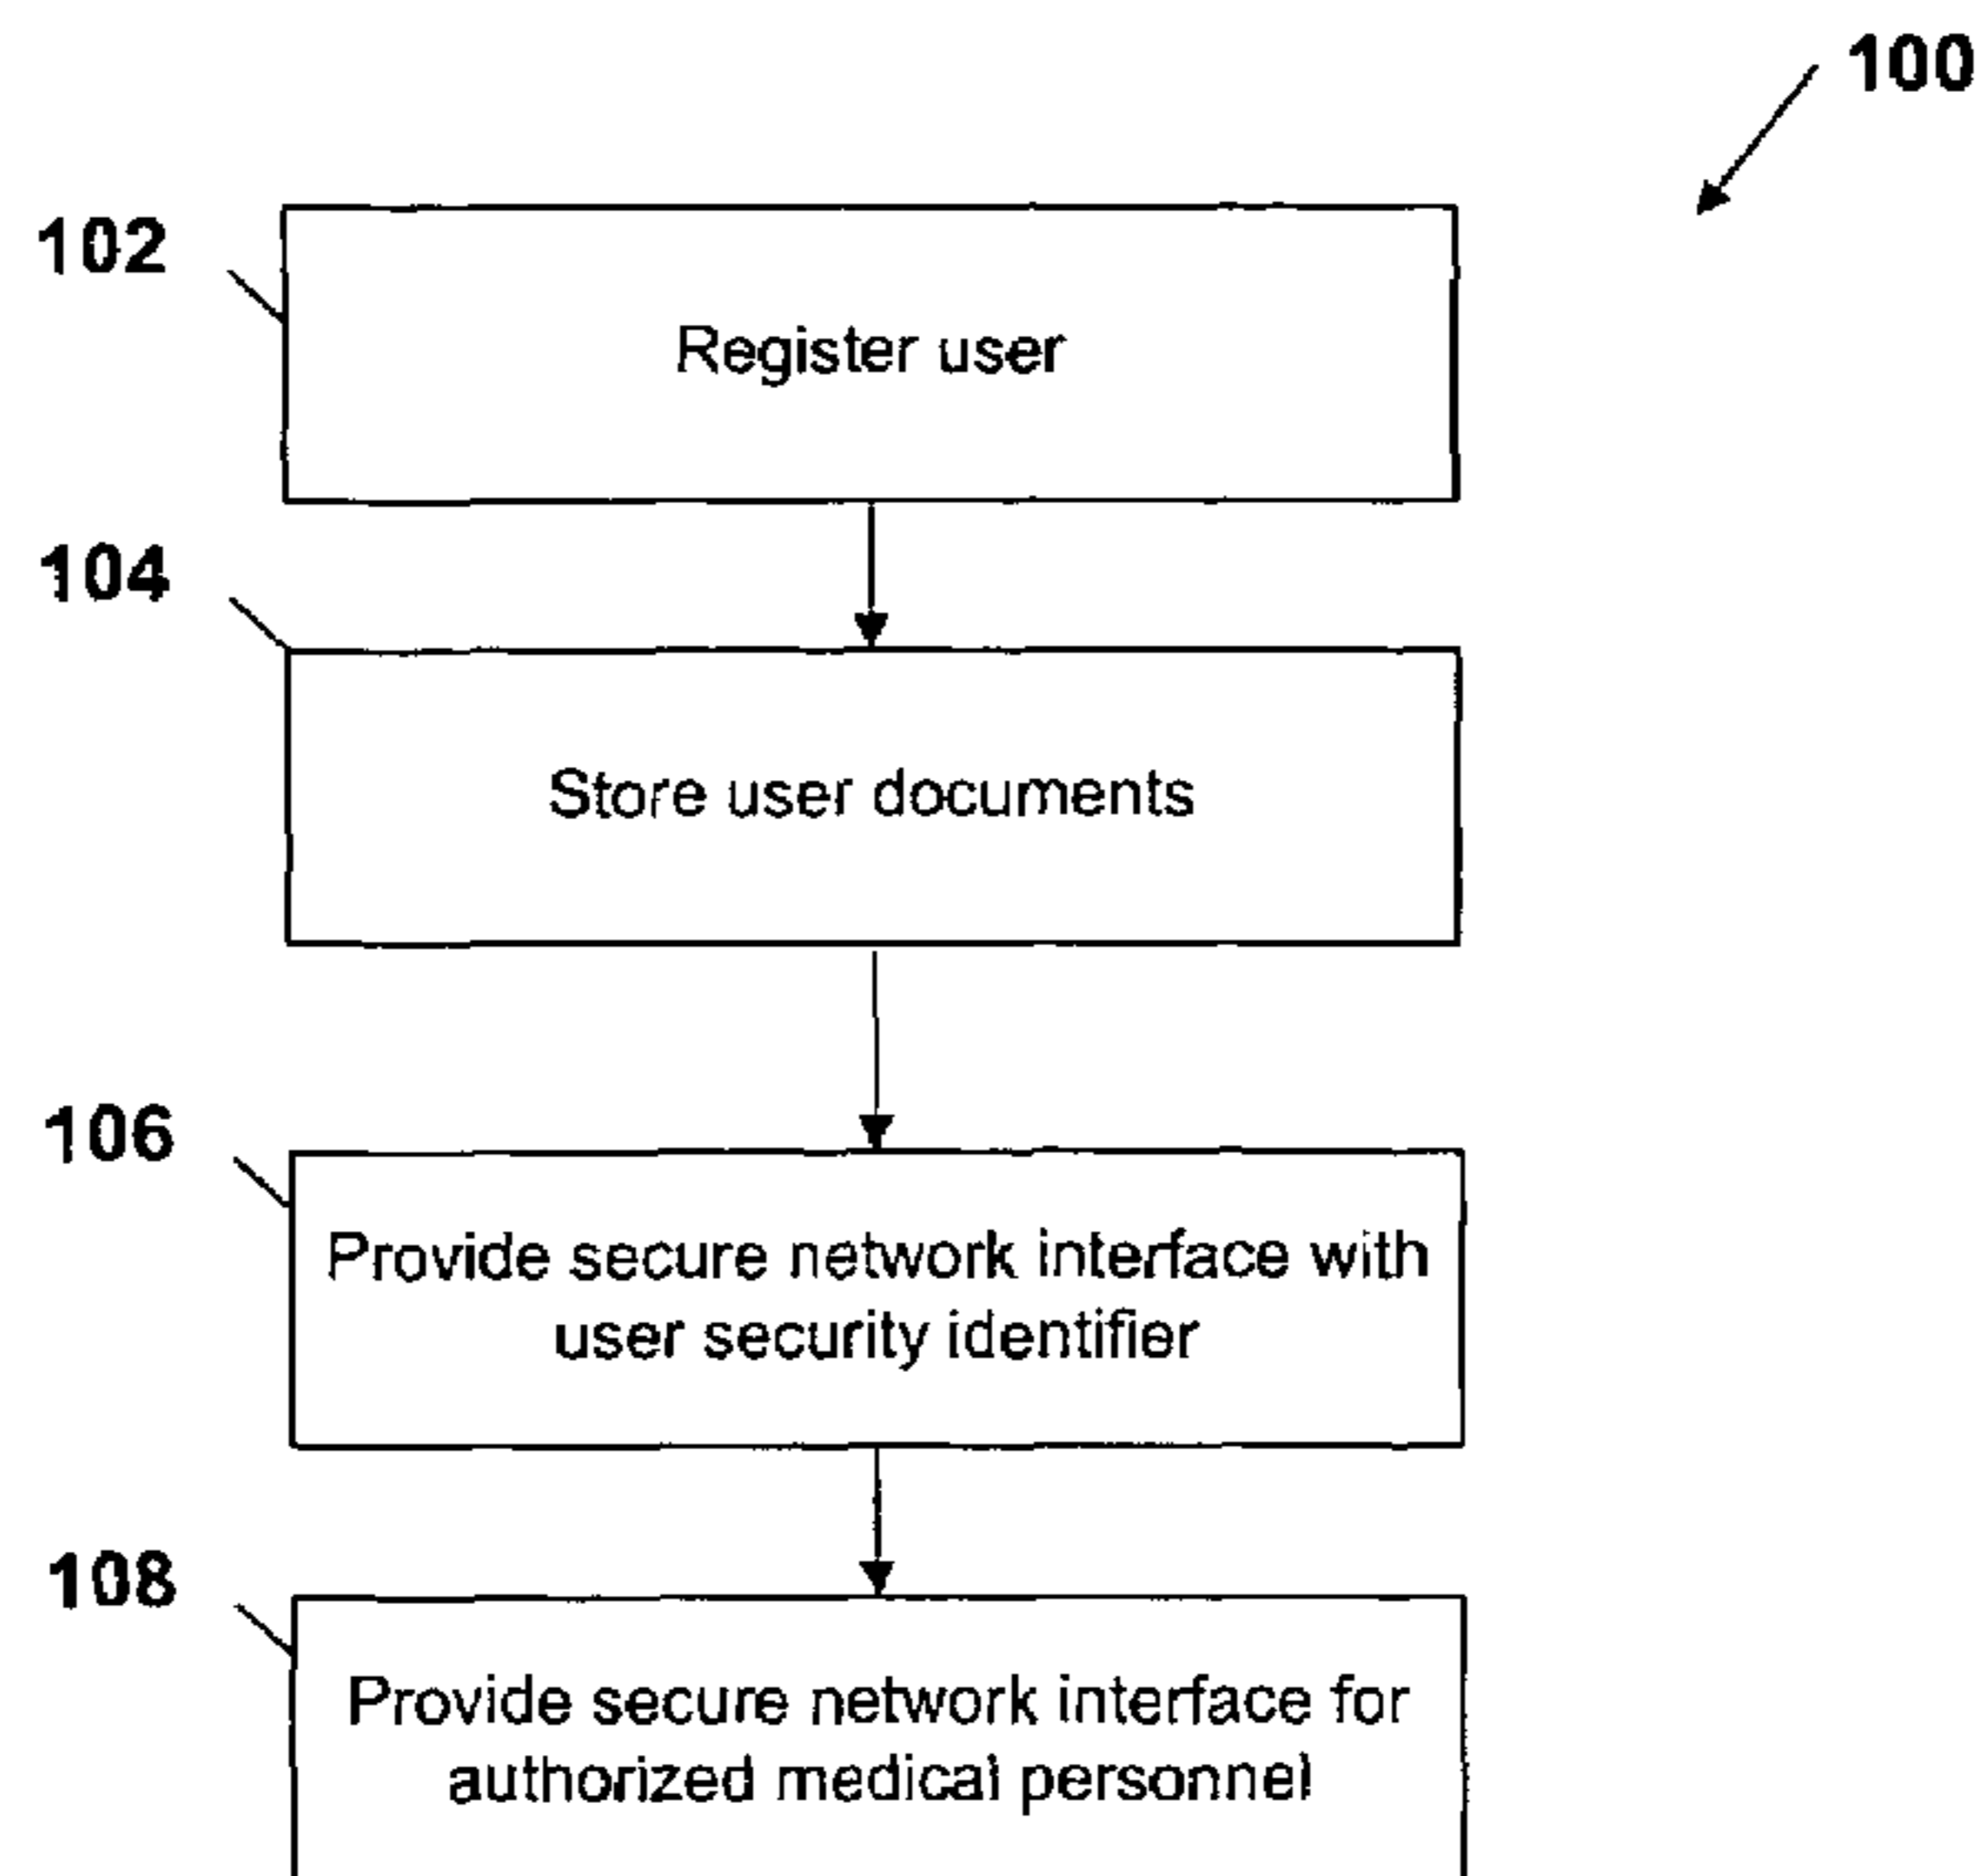 100
102
Register user
104
Store user documents
106
Provide secure network interface with
user security identifier
108
Provide secure network interface for
authorized medical personnel